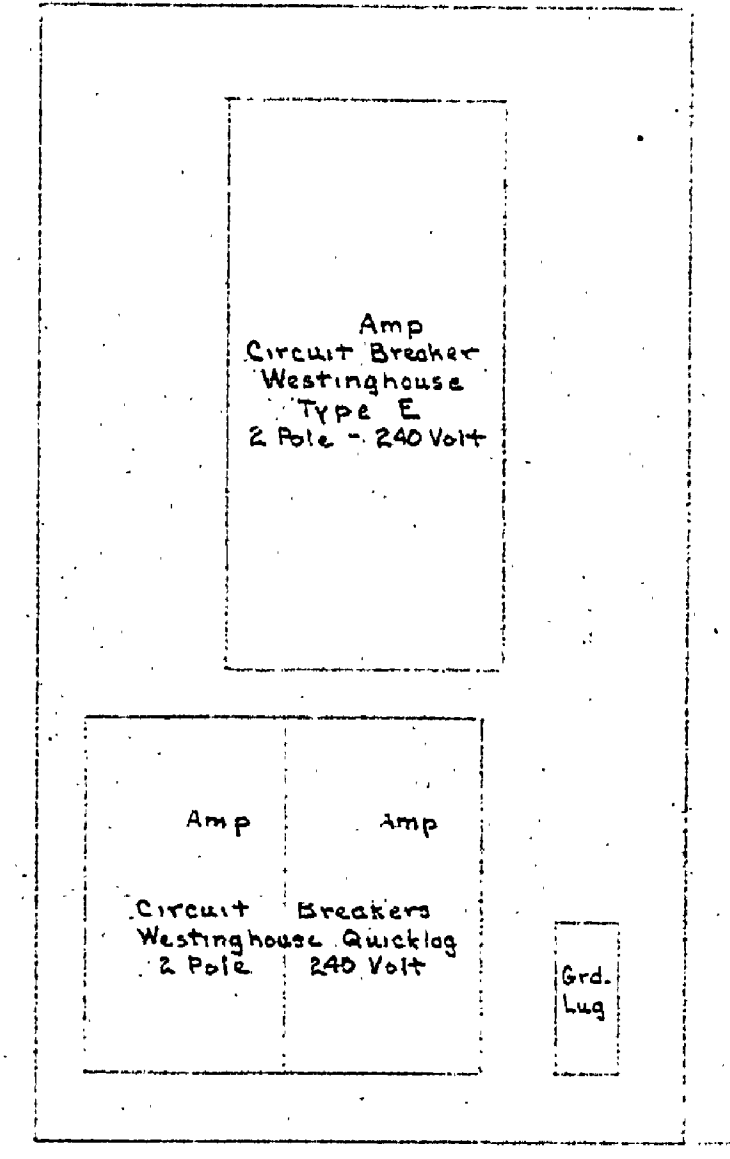 Amp
Circuit Breaker
Westinghouse
Type E
2 Pole - 240 Volt
Amp Amp
Circuit Breakers
Westinghouse Quicklag
2 Pole 240 Volt
Grd.
Lug